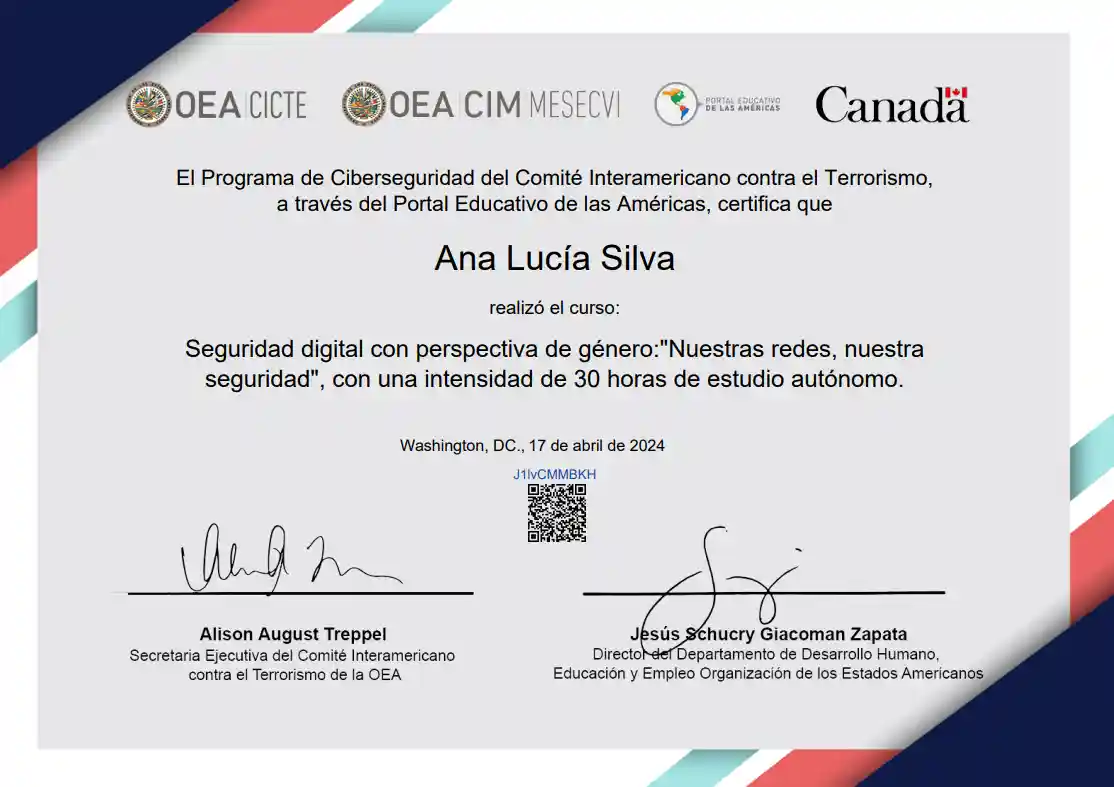 OEA CICTE
OEA CIM MESECVI
PORTAL EDUCATIVO
DE LAS AMÉRICAS
Canada
El Programa de Ciberseguridad del Comité Interamericano contra el Terrorismo,
a través del Portal Educativo de las Américas, certifica que
Ana Lucía Silva
realizó el curso:
Seguridad digital con perspectiva de género:"Nuestras redes, nuestra
seguridad", con una intensidad de 30 horas de estudio autónomo.
Washington, DC., 17 de abril de 2024
J1lvCMMBKH
Alison August Treppel
Secretaria Ejecutiva del Comité Interamericano
contra el Terrorismo de la OEA
Jesús Schucry Giacoman Zapata
Director del Departamento de Desarrollo Humano,
Educación y Empleo Organización de los Estados Americanos